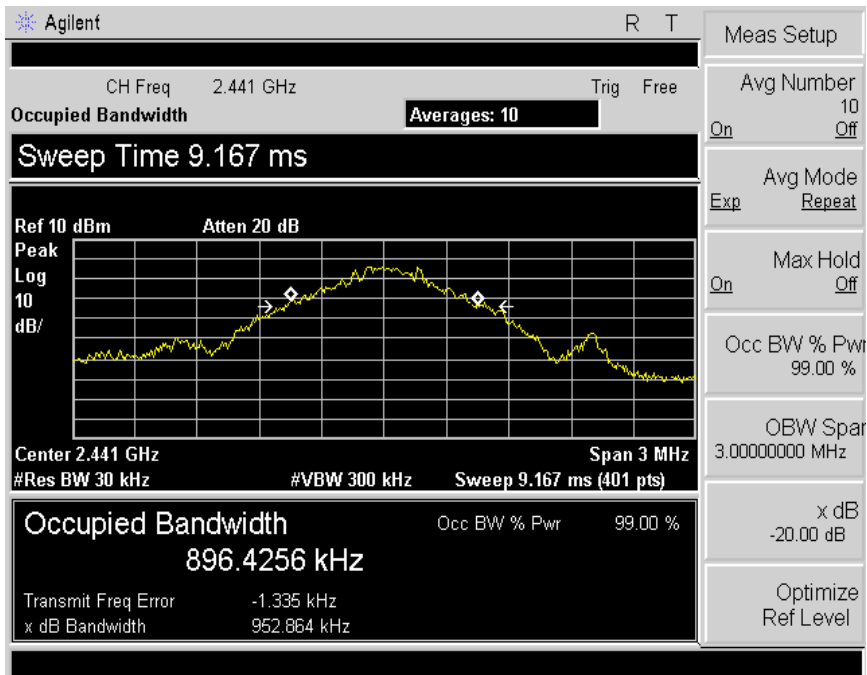 Agilent R T
CH Freq 2.441 GHz Trig Free
Occupied Bandwidth Averages: 10
Sweep Time 9.167 ms
Ref 10 dBm Atten 20 dB
Peak
Log
10
dB/
Center 2.441 GHz Span 3 MHz
#Res BW 30 kHz #VBW 300 kHz Sweep 9.167 ms (401 pts)
Occupied Bandwidth Occ BW % Pwr 99.00 %
896.4256 kHz
Transmit Freq Error -1.335 kHz
x dB Bandwidth 952.864 kHz
Meas Setup
Avg Number
10
On Off
Avg Mode
Exp Repeat
Max Hold
On Off
Occ BW % Pwr
99.00 %
OBW Span
3.00000000 MHz
x dB
-20.00 dB
Optimize
Ref Level